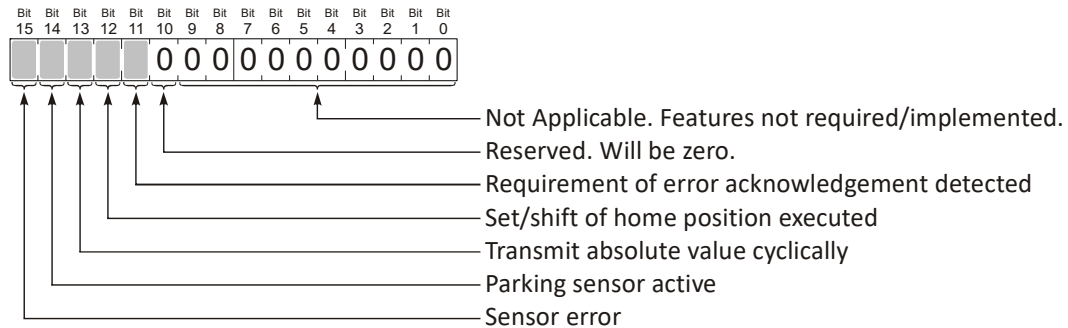 Bit Bit Bit Bit Bit Bit Bit Bit Bit Bit Bit Bit Bit Bit Bit Bit
15 14 13 12 11 10 9 8 7 6 5 4 3 2 1 0
0 0 0 0 0 0 0 0 0 0 0
Not Applicable. Features not required/implemented.
Reserved. Will be zero.
Requirement of error acknowledgement detected
Set/shift of home position executed
Transmit absolute value cyclically
Parking sensor active
Sensor error